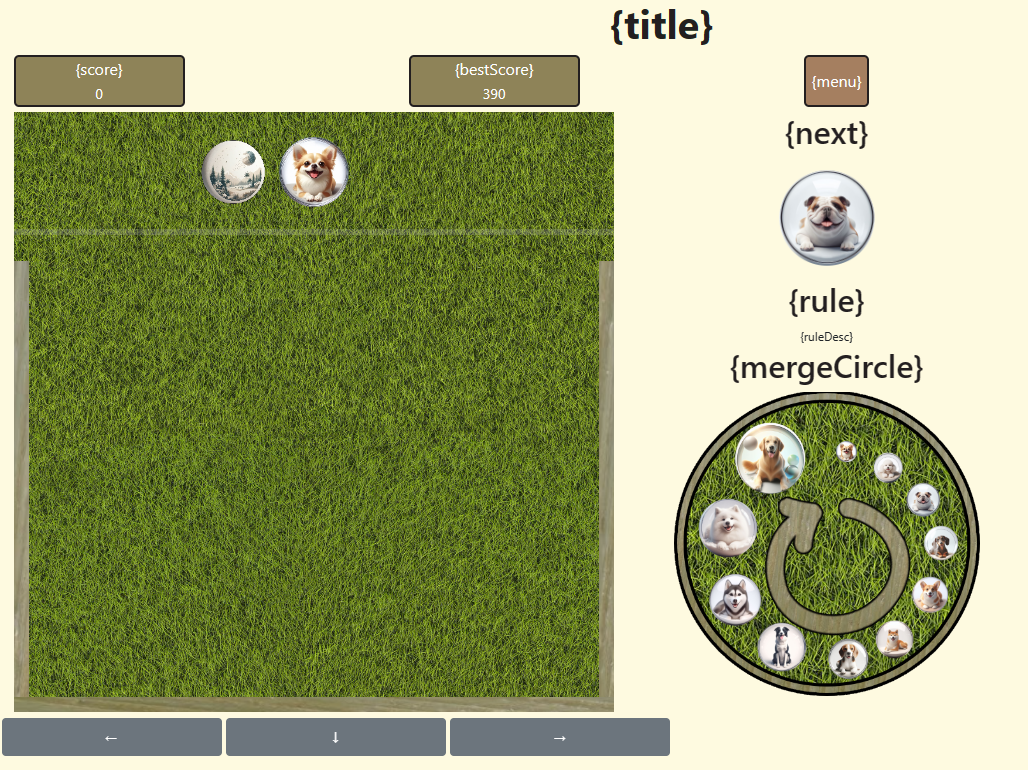 {title}
{score}
0
{bestScore}
390
{menu}
{next}
{rule}
{ruleDesc}
{mergeCircle}
←
↓
→